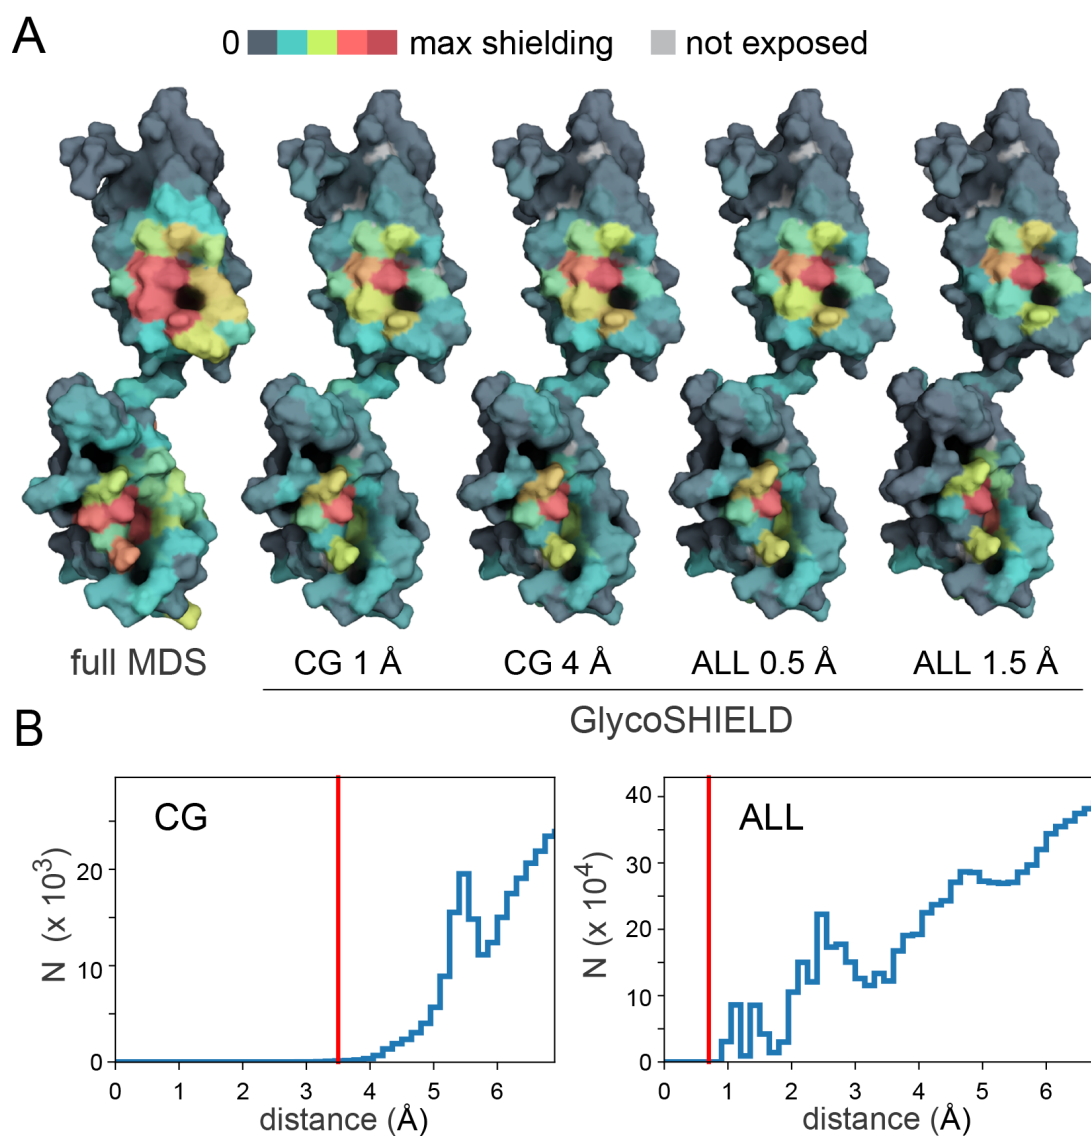 A
0 max shielding not exposed
full MDS CG 1 Å CG 4 Å ALL 0.5 Å ALL 1.5 Å
GlycoSHIELD
B
CG
N (x 10³)
20
10
0
0 1 2 3 4 5 6
distance (Å)
ALL
N (x 10⁴)
40
30
20
10
0
0 1 2 3 4 5 6
distance (Å)